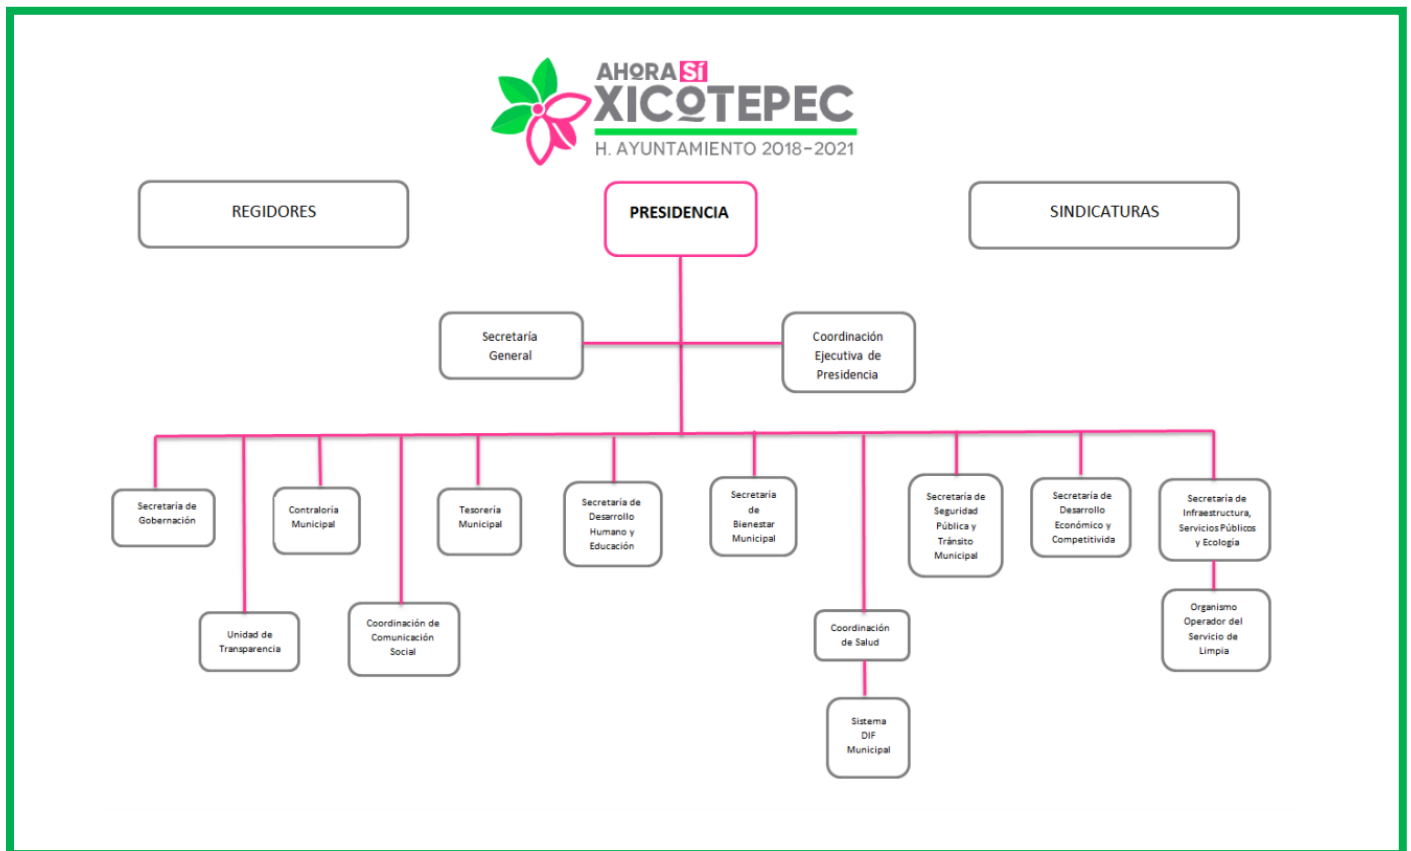 AHORA SÍ
XICOTEPEC
H. AYUNTAMIENTO 2018-2021
REGIDORES
PRESIDENCIA
SINDICATURAS
Secretaría
General
Coordinación
Ejecutiva de
Presidencia
Secretaría de
Gobernación
Contraloría
Municipal
Tesorería
Municipal
Secretaría de
Desarrollo
Humano y
Educación
Secretaría
de
Bienestar
Municipal
Secretaría de
Seguridad
Pública y
Tránsito
Municipal
Secretaría de
Desarrollo
Económico y
Competitivida
Secretaría de
Infraestructura,
Servicios Públicos
y Ecología
Unidad de
Transparencia
Coordinación de
Comunicación
Social
Coordinación
de Salud
Organismo
Operador del
Servicio de
Limpia
Sistema
DIF
Municipal